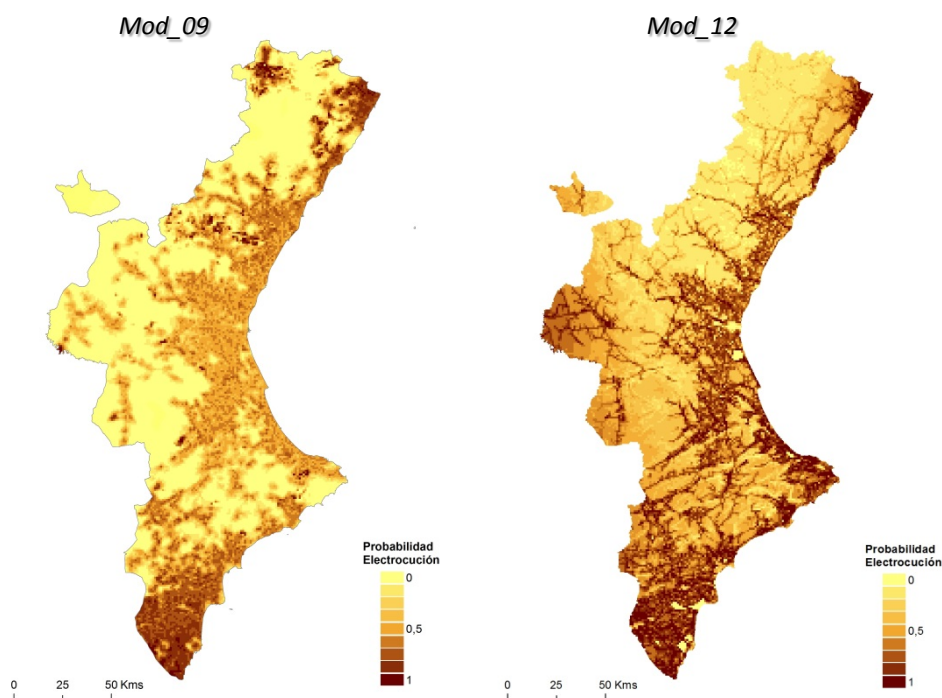 Mod_09
Mod_12
Probabilidad
Electrocución
0
0,5
1
0 25 50 Kms
Probabilidad
Electrocución
0
0,5
1
0 25 50 Kms